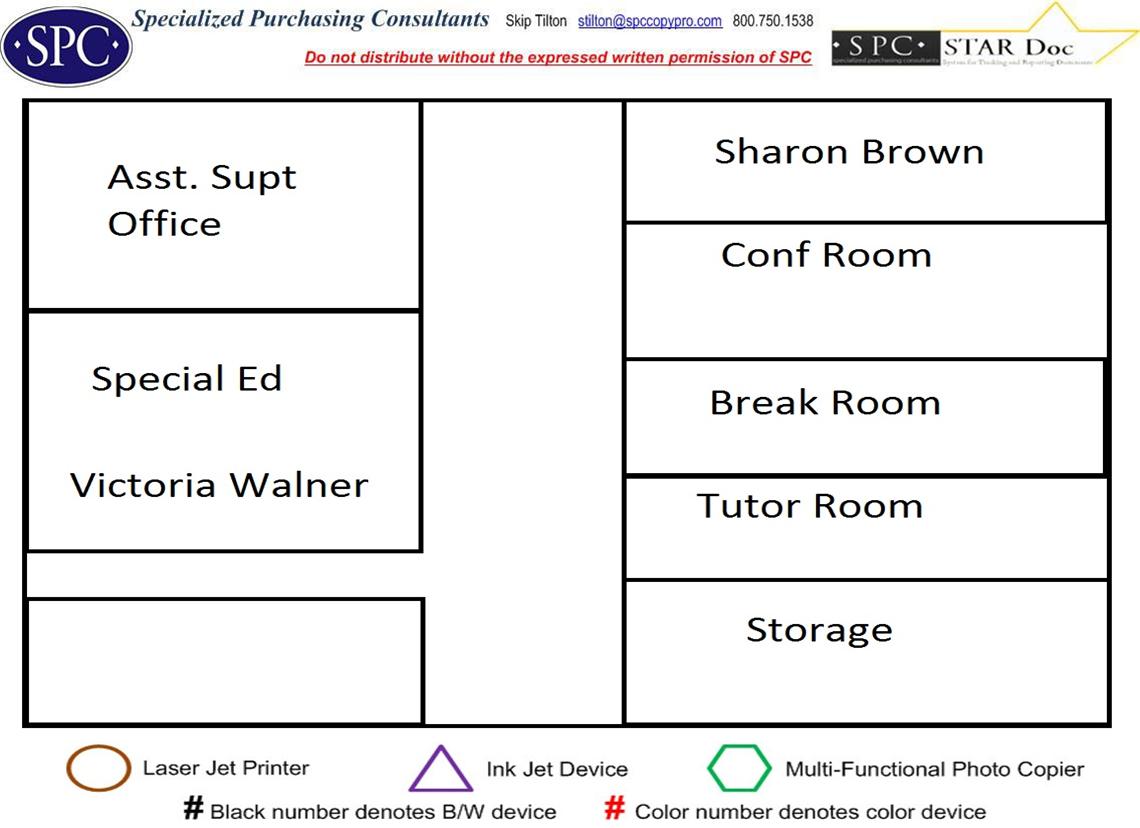 SPC
Specialized Purchasing Consultants Skip Tilton stilton@spccopypro.com 800.750.1538
Do not distribute without the expressed written permission of SPC
· S P C · STAR Doc
specialized purchasing consultants System for Tracking and Reporting Documents
Asst. Supt
Office
Special Ed
Victoria Walner
Sharon Brown
Conf Room
Break Room
Tutor Room
Storage
Laser Jet Printer
Ink Jet Device
Multi-Functional Photo Copier
# Black number denotes B/W device
# Color number denotes color device